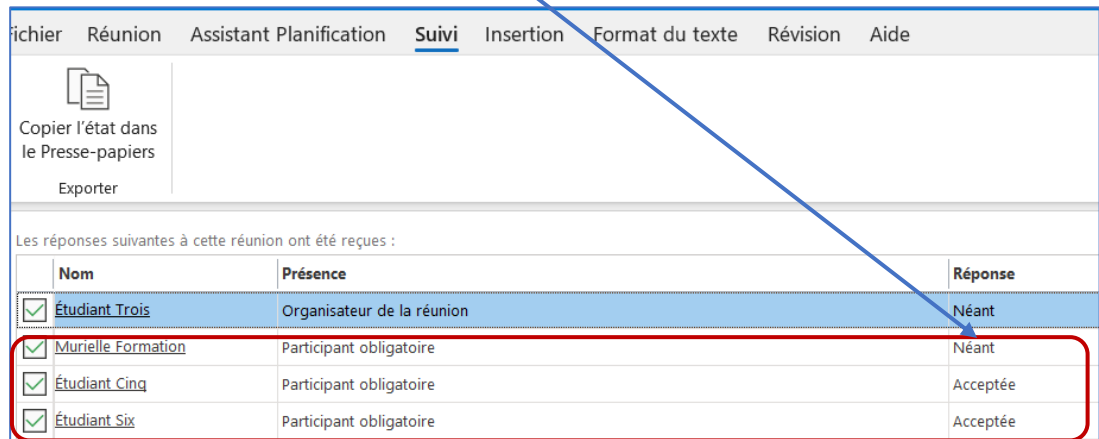 Fichier Réunion Assistant Planification Suivi Insertion Format du texte Révision Aide
Copier l'état dans
le Presse-papiers
Exporter
Les réponses suivantes à cette réunion ont été reçues :
Nom Présence Réponse
Étudiant Trois Organisateur de la réunion Néant
Murielle Formation Participant obligatoire Néant
Étudiant Cinq Participant obligatoire Acceptée
Étudiant Six Participant obligatoire Acceptée